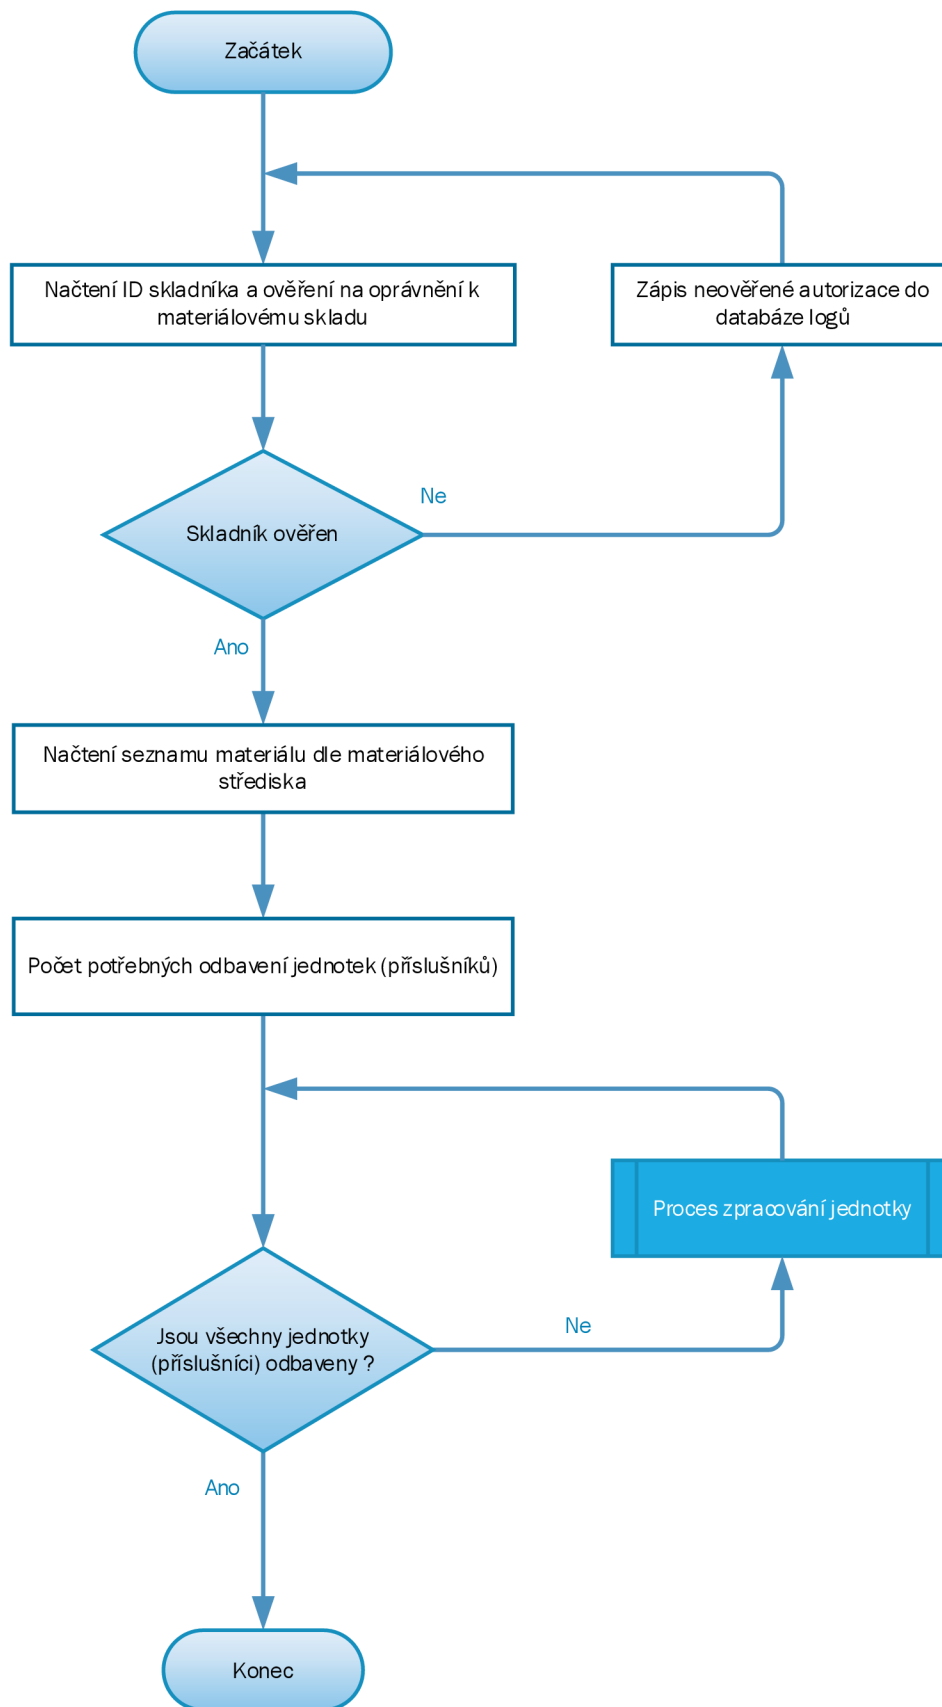 Začátek
Načtení ID skladníka a ověření na oprávnění k
materiálovému skladu
Zápis neověřené autorizace do
databáze logů
Skladník ověřen
Ne
Ano
Načtení seznamu materiálu dle materiálového
střediska
Počet potřebných odbavení jednotek (příslušníků)
Proces zpracování jednotky
Jsou všechny jednotky
(příslušníci) odbaveny ?
Ne
Ano
Konec